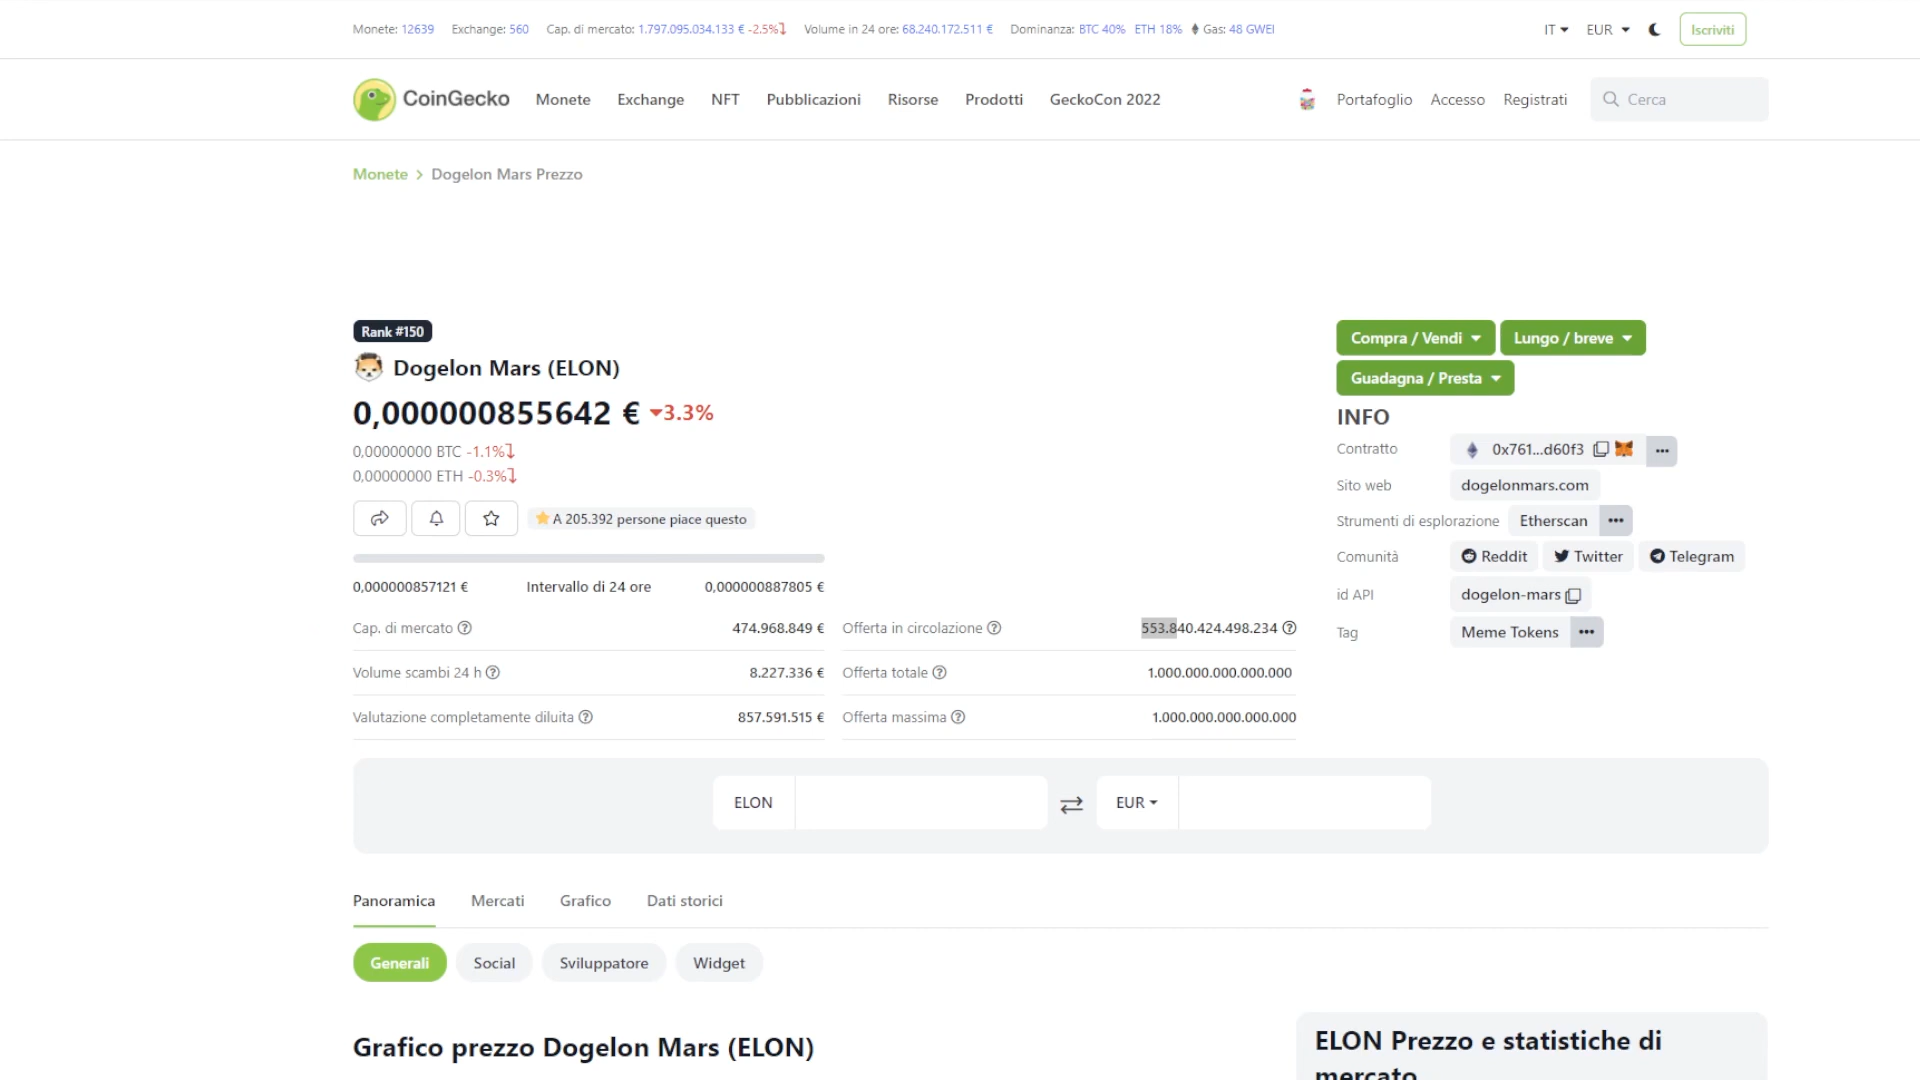 Monete: 12639 Exchange: 560 Cap. di mercato: 1.797.095.034.133 € -2.5% Volume in 24 ore: 68.240.172.511 € Dominanza: BTC 40% ETH 18% Gas: 48 GWEI IT EUR Iscriviti
CoinGecko Monete Exchange NFT Pubblicazioni Risorse Prodotti GeckoCon 2022 Portafoglio Accesso Registrati Cerca
Monete > Dogelon Mars Prezzo
Rank #150
Dogelon Mars (ELON)
0,000000855642 € 3.3%
0,00000000 BTC -1.1%
0,00000000 ETH -0.3%
A 205.392 persone piace questo
0,000000857121 € Intervallo di 24 ore 0,000000887805 €
Cap. di mercato 474.968.849 €
Volume scambi 24 h 8.227.336 €
Valutazione completamente diluita 857.591.515 €
Offerta in circolazione 553.840.424.498.234
Offerta totale 1.000.000.000.000.000
Offerta massima 1.000.000.000.000.000
Compra / Vendi Lungo / breve
Guadagna / Presta
INFO
Contratto 0x761...d60f3 ...
Sito web dogelonmars.com
Strumenti di esplorazione Etherscan ...
Comunità Reddit Twitter Telegram
id API dogelon-mars
Tag Meme Tokens ...
ELON EUR
Panoramica Mercati Grafico Dati storici
Generali Social Sviluppatore Widget
Grafico prezzo Dogelon Mars (ELON)
ELON Prezzo e statistiche di
mercato